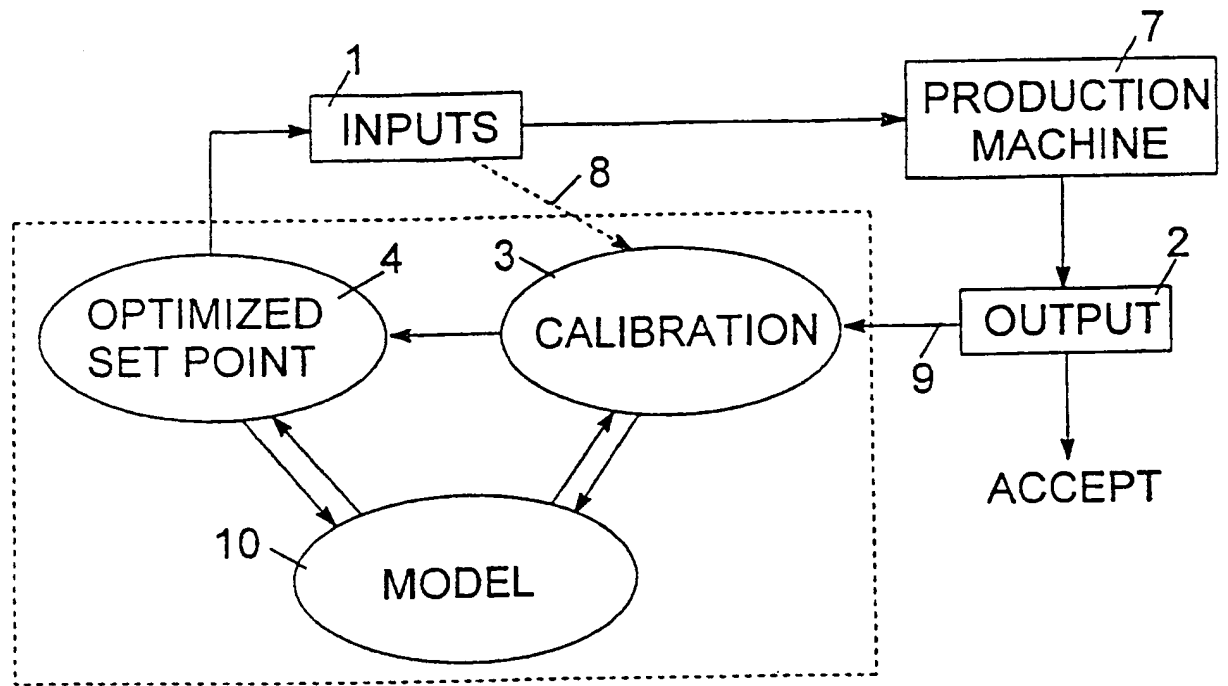 1
INPUTS
7
PRODUCTION
MACHINE
8
4
OPTIMIZED
SET POINT
3
CALIBRATION
2
OUTPUT
9
ACCEPT
10
MODEL